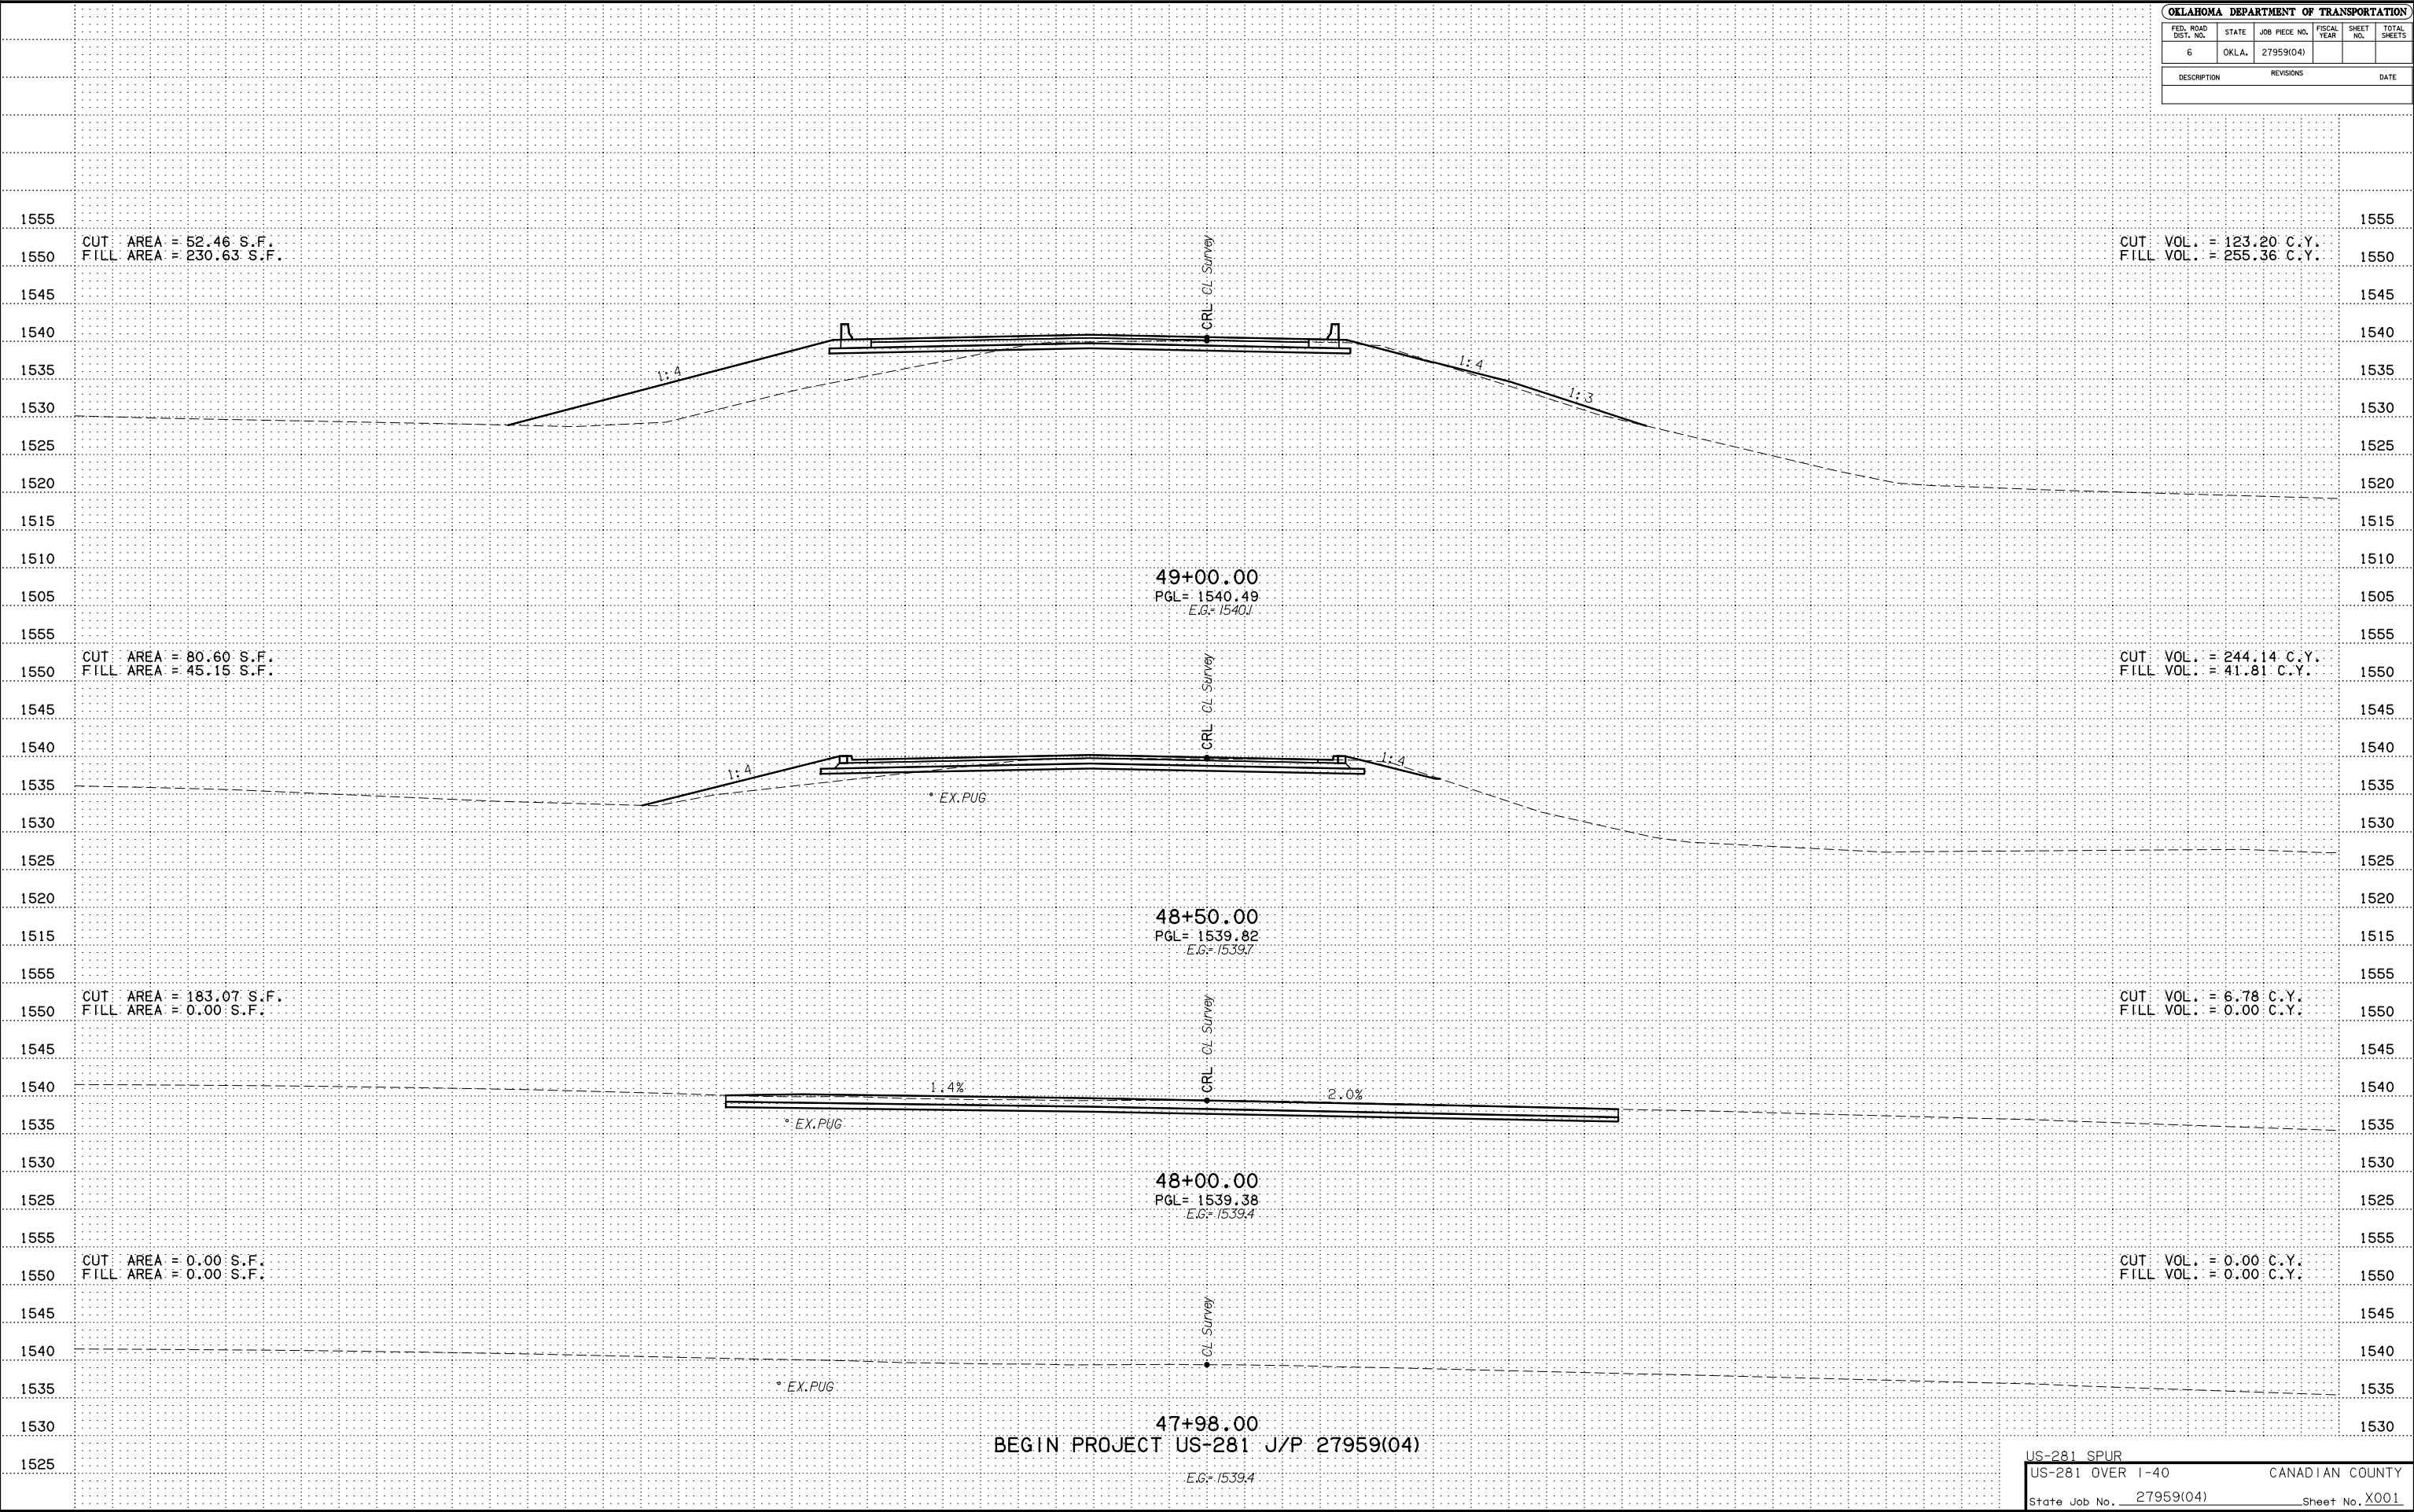 OKLAHOMA DEPARTMENT OF TRANSPORTATION
FED. ROAD DIST. NO. STATE JOB PIECE NO. FISCAL YEAR SHEET NO. TOTAL SHEETS
6 OKLA. 27959(04)
DESCRIPTION REVISIONS DATE
1555 1555
CUT AREA = 52.46 S.F. CUT VOL. = 123.20 C.Y.
FILL AREA = 230.63 S.F. FILL VOL. = 255.36 C.Y.
1550 1550
CRL CL Survey
1545 1545
1540 1540
1:4 1:4
1535 1535
1:3
1530 1530
1525 1525
1520 1520
1515 1515
1510 1510
49+00.00
PGL= 1540.49
1505 1505
E.G.= 1540.1
1555 1555
CUT AREA = 80.60 S.F. CUT VOL. = 244.14 C.Y.
FILL AREA = 45.15 S.F. FILL VOL. = 41.81 C.Y.
1550 1550
CRL CL Survey
1545 1545
1540 1540
1:4 1:4
1535 1535
EX.PUG
1530 1530
1525 1525
1520 1520
48+50.00
PGL= 1539.82
1515 1515
E.G.= 1539.7
1555 1555
CUT AREA = 183.07 S.F. CUT VOL. = 6.78 C.Y.
FILL AREA = 0.00 S.F. FILL VOL. = 0.00 C.Y.
1550 1550
CRL CL Survey
1545 1545
1540 1540
1.4% 2.0%
1535 1535
EX.PUG
1530 1530
48+00.00
PGL= 1539.38
1525 1525
E.G.= 1539.4
1555 1555
CUT AREA = 0.00 S.F. CUT VOL. = 0.00 C.Y.
FILL AREA = 0.00 S.F. FILL VOL. = 0.00 C.Y.
1550 1550
CL Survey
1545 1545
1540 1540
1535 1535
EX.PUG
1530 1530
47+98.00
BEGIN PROJECT US-281 J/P 27959(04)
1525
E.G.= 1539.4
US-281 SPUR
US-281 OVER I-40 CANADIAN COUNTY
State Job No. 27959(04) Sheet No. X001